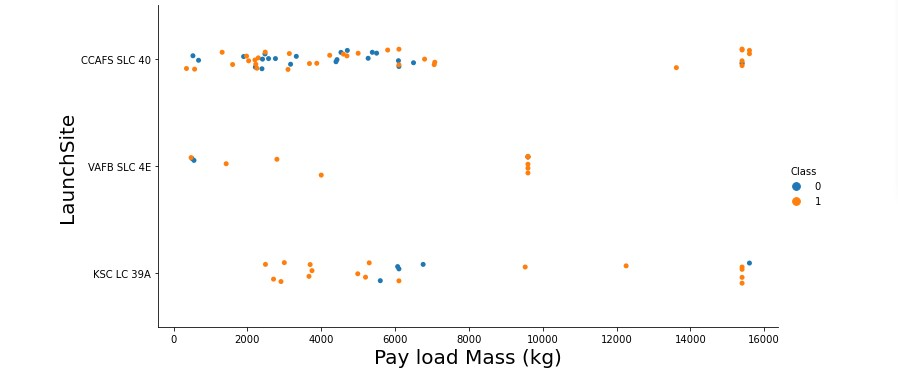 LaunchSite
CCAFS SLC 40
VAFB SLC 4E
KSC LC 39A
0 2000 4000 6000 8000 10000 12000 14000 16000
Pay load Mass (kg)
Class
0
1